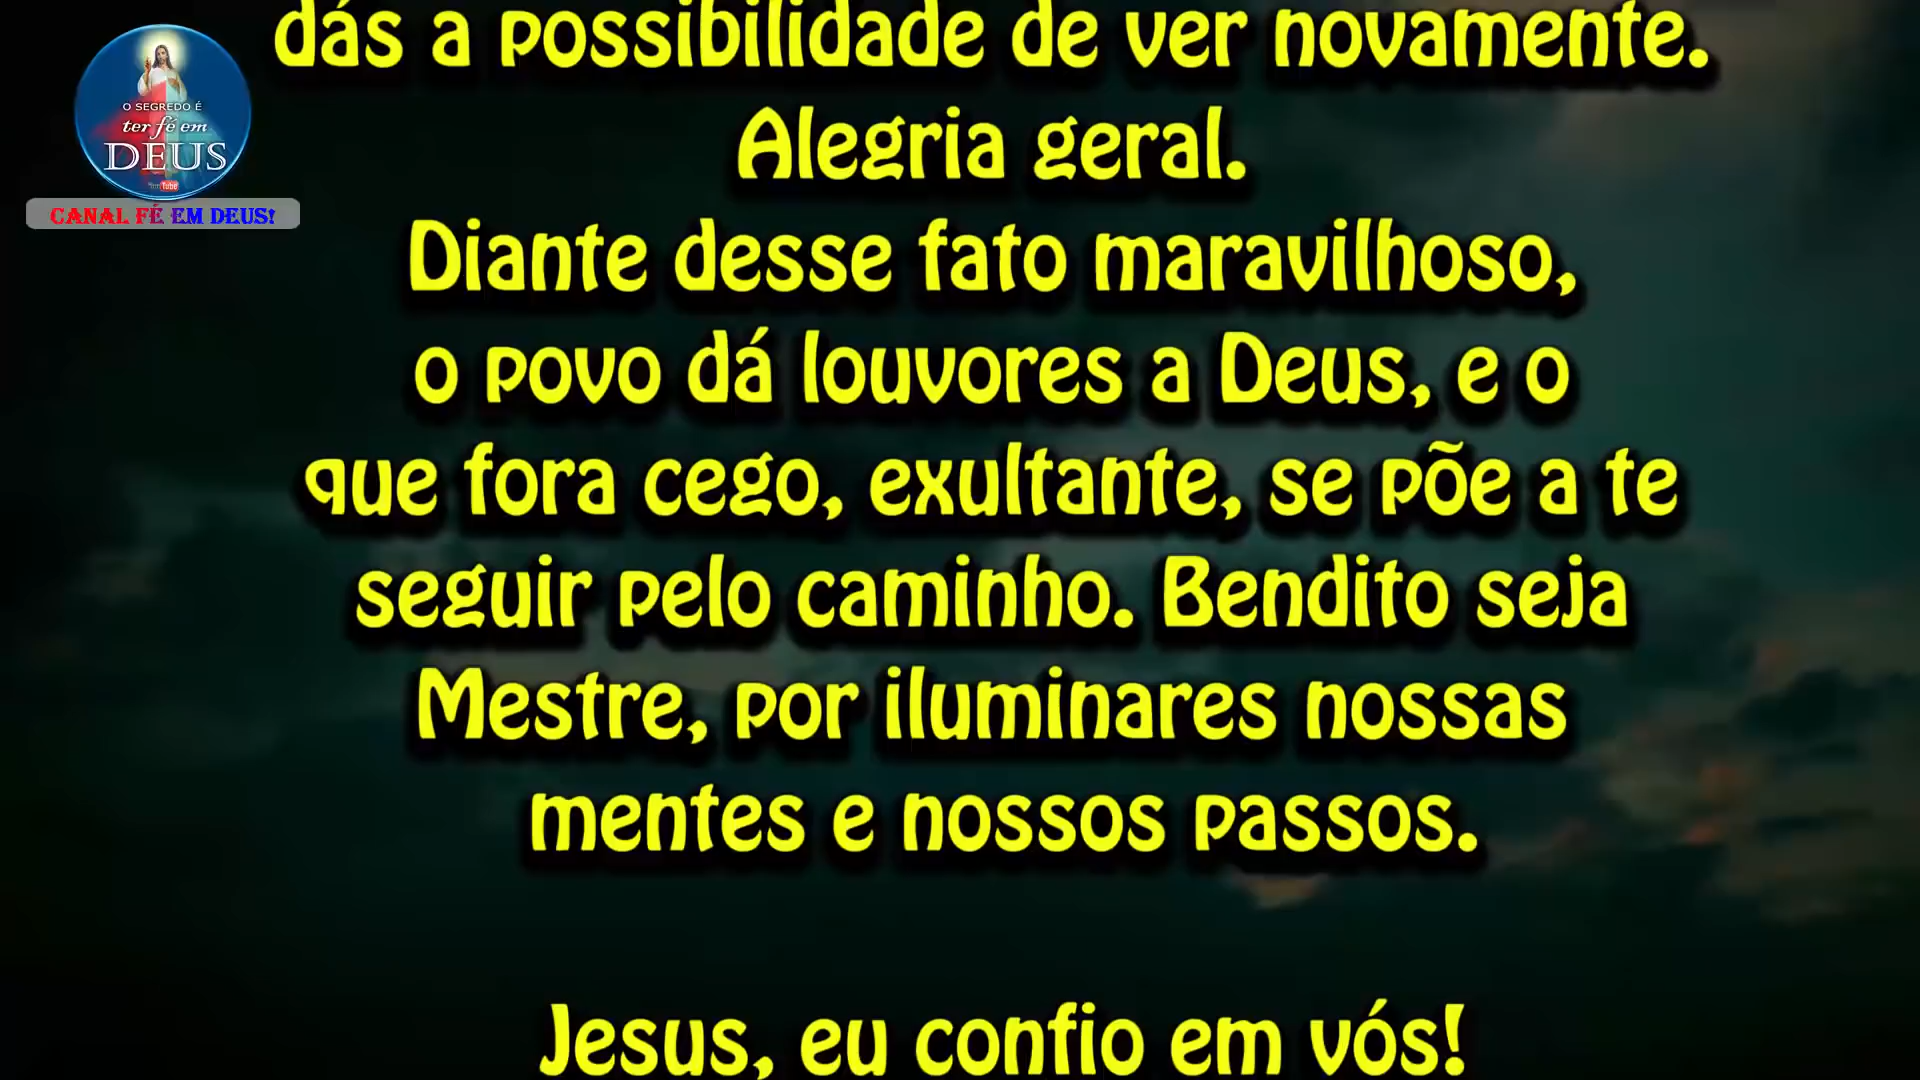 O SEGREDO É
ter fé em
DEUS
CANAL FÉ EM DEUS!
dás a possibilidade de ver novamente.
Alegria geral.
Diante desse fato maravilhoso,
o povo dá louvores a Deus, e o
que fora cego, exultante, se põe a te
seguir pelo caminho. Bendito seja
Mestre, por iluminares nossas
mentes e nossos passos.
Jesus, eu confio em vós!